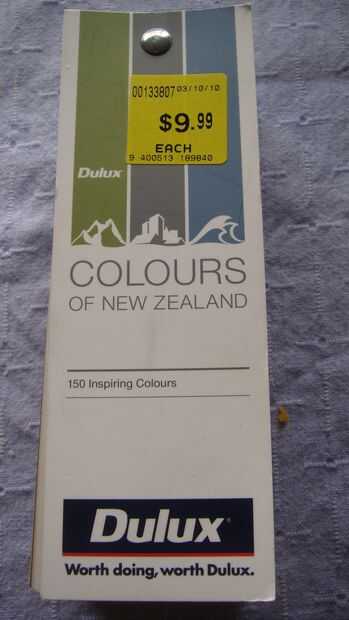 00133807 03/10/10
$9.99
EACH
9 400513 189840
Dulux
COLOURS
OF NEW ZEALAND
150 Inspiring Colours
Dulux®
Worth doing, worth Dulux.